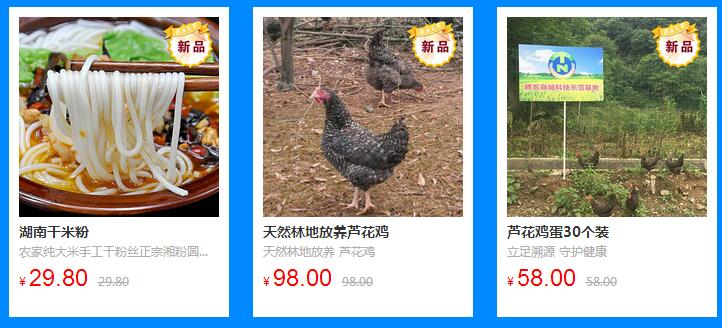 新品
湖南干米粉
农家纯大米手工干粉丝正宗湘粉圆...
¥29.80 29.80
新品
天然林地放养芦花鸡
天然林地放养 芦花鸡
¥98.00 98.00
新品
芦花鸡蛋30个装
立足溯源 守护健康
¥58.00 58.00